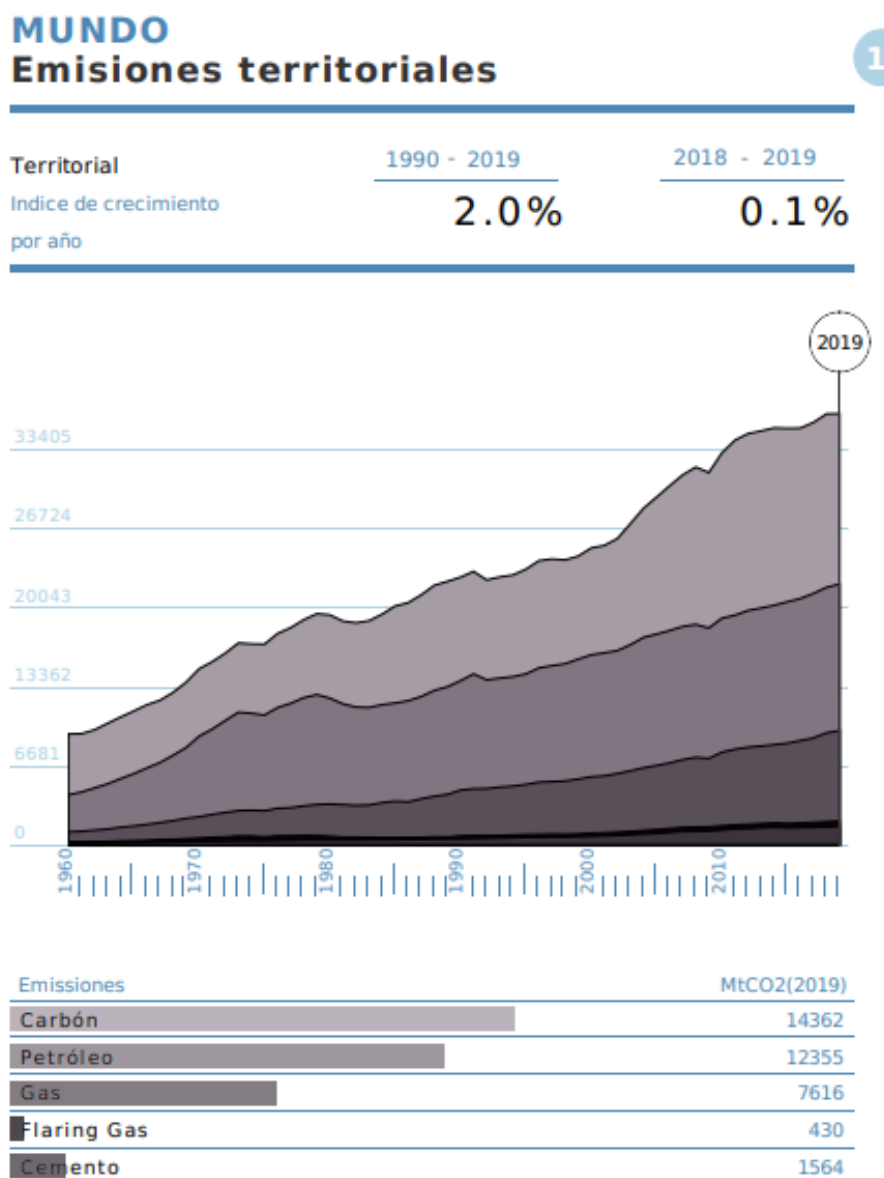 MUNDO
Emisiones territoriales
1
Territorial
1990 - 2019
2018 - 2019
Indice de crecimiento
por año
2.0%
0.1%
2019
33405
26724
20043
13362
6681
0
1960
1970
1980
1990
2000
2010
Emissiones MtCO2(2019)
Carbón 14362
Petróleo 12355
Gas 7616
Flaring Gas 430
Cemento 1564